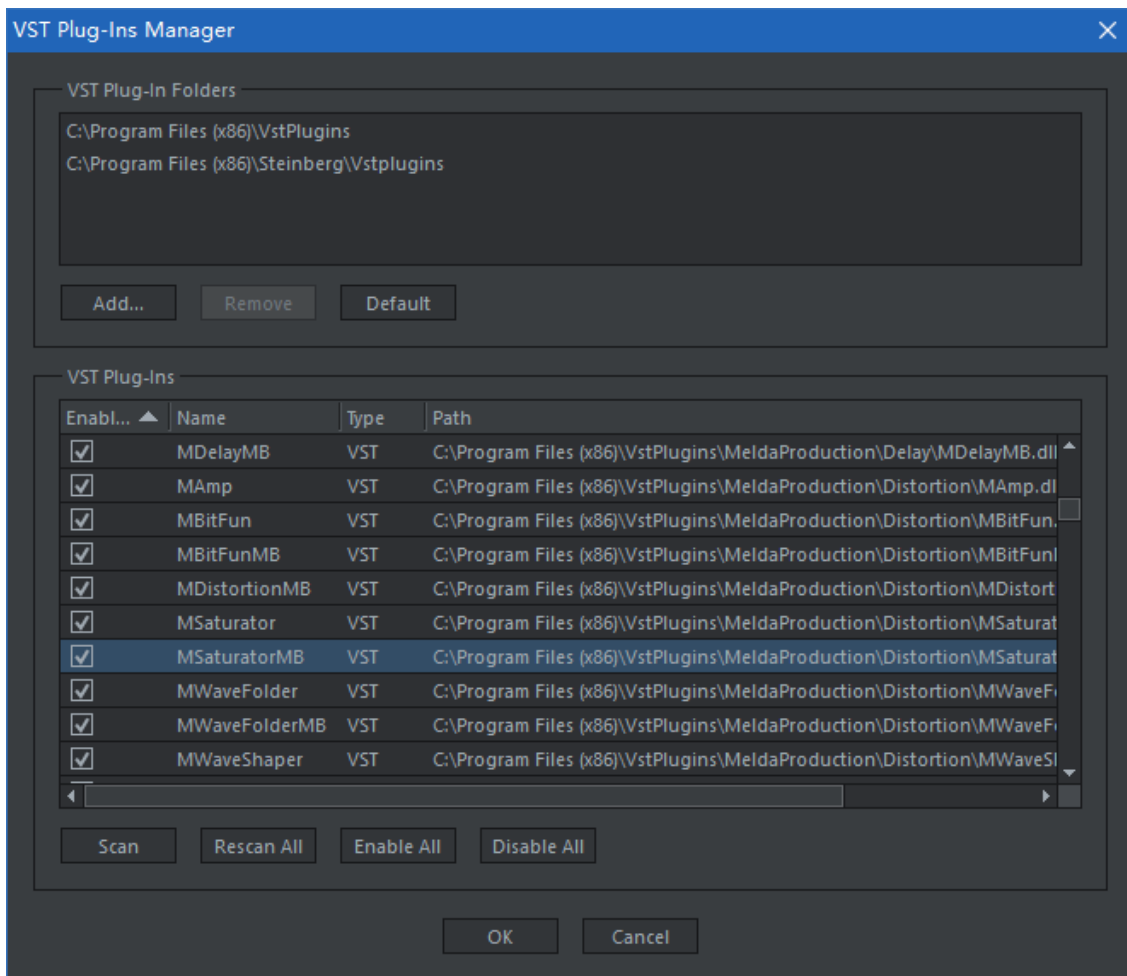 VST Plug-Ins Manager
VST Plug-In Folders
C:\Program Files (x86)\VstPlugins
C:\Program Files (x86)\Steinberg\Vstplugins
Add... Remove Default
VST Plug-Ins
Enabl... Name Type Path
MDelayMB VST C:\Program Files (x86)\VstPlugins\MeldaProduction\Delay\MDelayMB.dll
MAmp VST C:\Program Files (x86)\VstPlugins\MeldaProduction\Distortion\MAmp.dl
MBitFun VST C:\Program Files (x86)\VstPlugins\MeldaProduction\Distortion\MBitFun.
MBitFunMB VST C:\Program Files (x86)\VstPlugins\MeldaProduction\Distortion\MBitFunI
MDistortionMB VST C:\Program Files (x86)\VstPlugins\MeldaProduction\Distortion\MDistort
MSaturator VST C:\Program Files (x86)\VstPlugins\MeldaProduction\Distortion\MSaturat
MSaturatorMB VST C:\Program Files (x86)\VstPlugins\MeldaProduction\Distortion\MSaturat
MWaveFolder VST C:\Program Files (x86)\VstPlugins\MeldaProduction\Distortion\MWaveFo
MWaveFolderMB VST C:\Program Files (x86)\VstPlugins\MeldaProduction\Distortion\MWaveFo
MWaveShaper VST C:\Program Files (x86)\VstPlugins\MeldaProduction\Distortion\MWaveSl
Scan Rescan All Enable All Disable All
OK Cancel